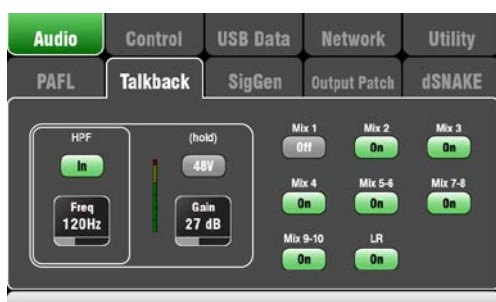 Audio Control USB Data Network Utility
PAFL Talkback SigGen Output Patch dSNAKE
HPF (hold) Mix 1 Mix 2 Mix 3
In 48V Off On On
Mix 4 Mix 5-6 Mix 7-8
Freq Gain On On On
120Hz 27 dB
Mix 9-10 LR
On On